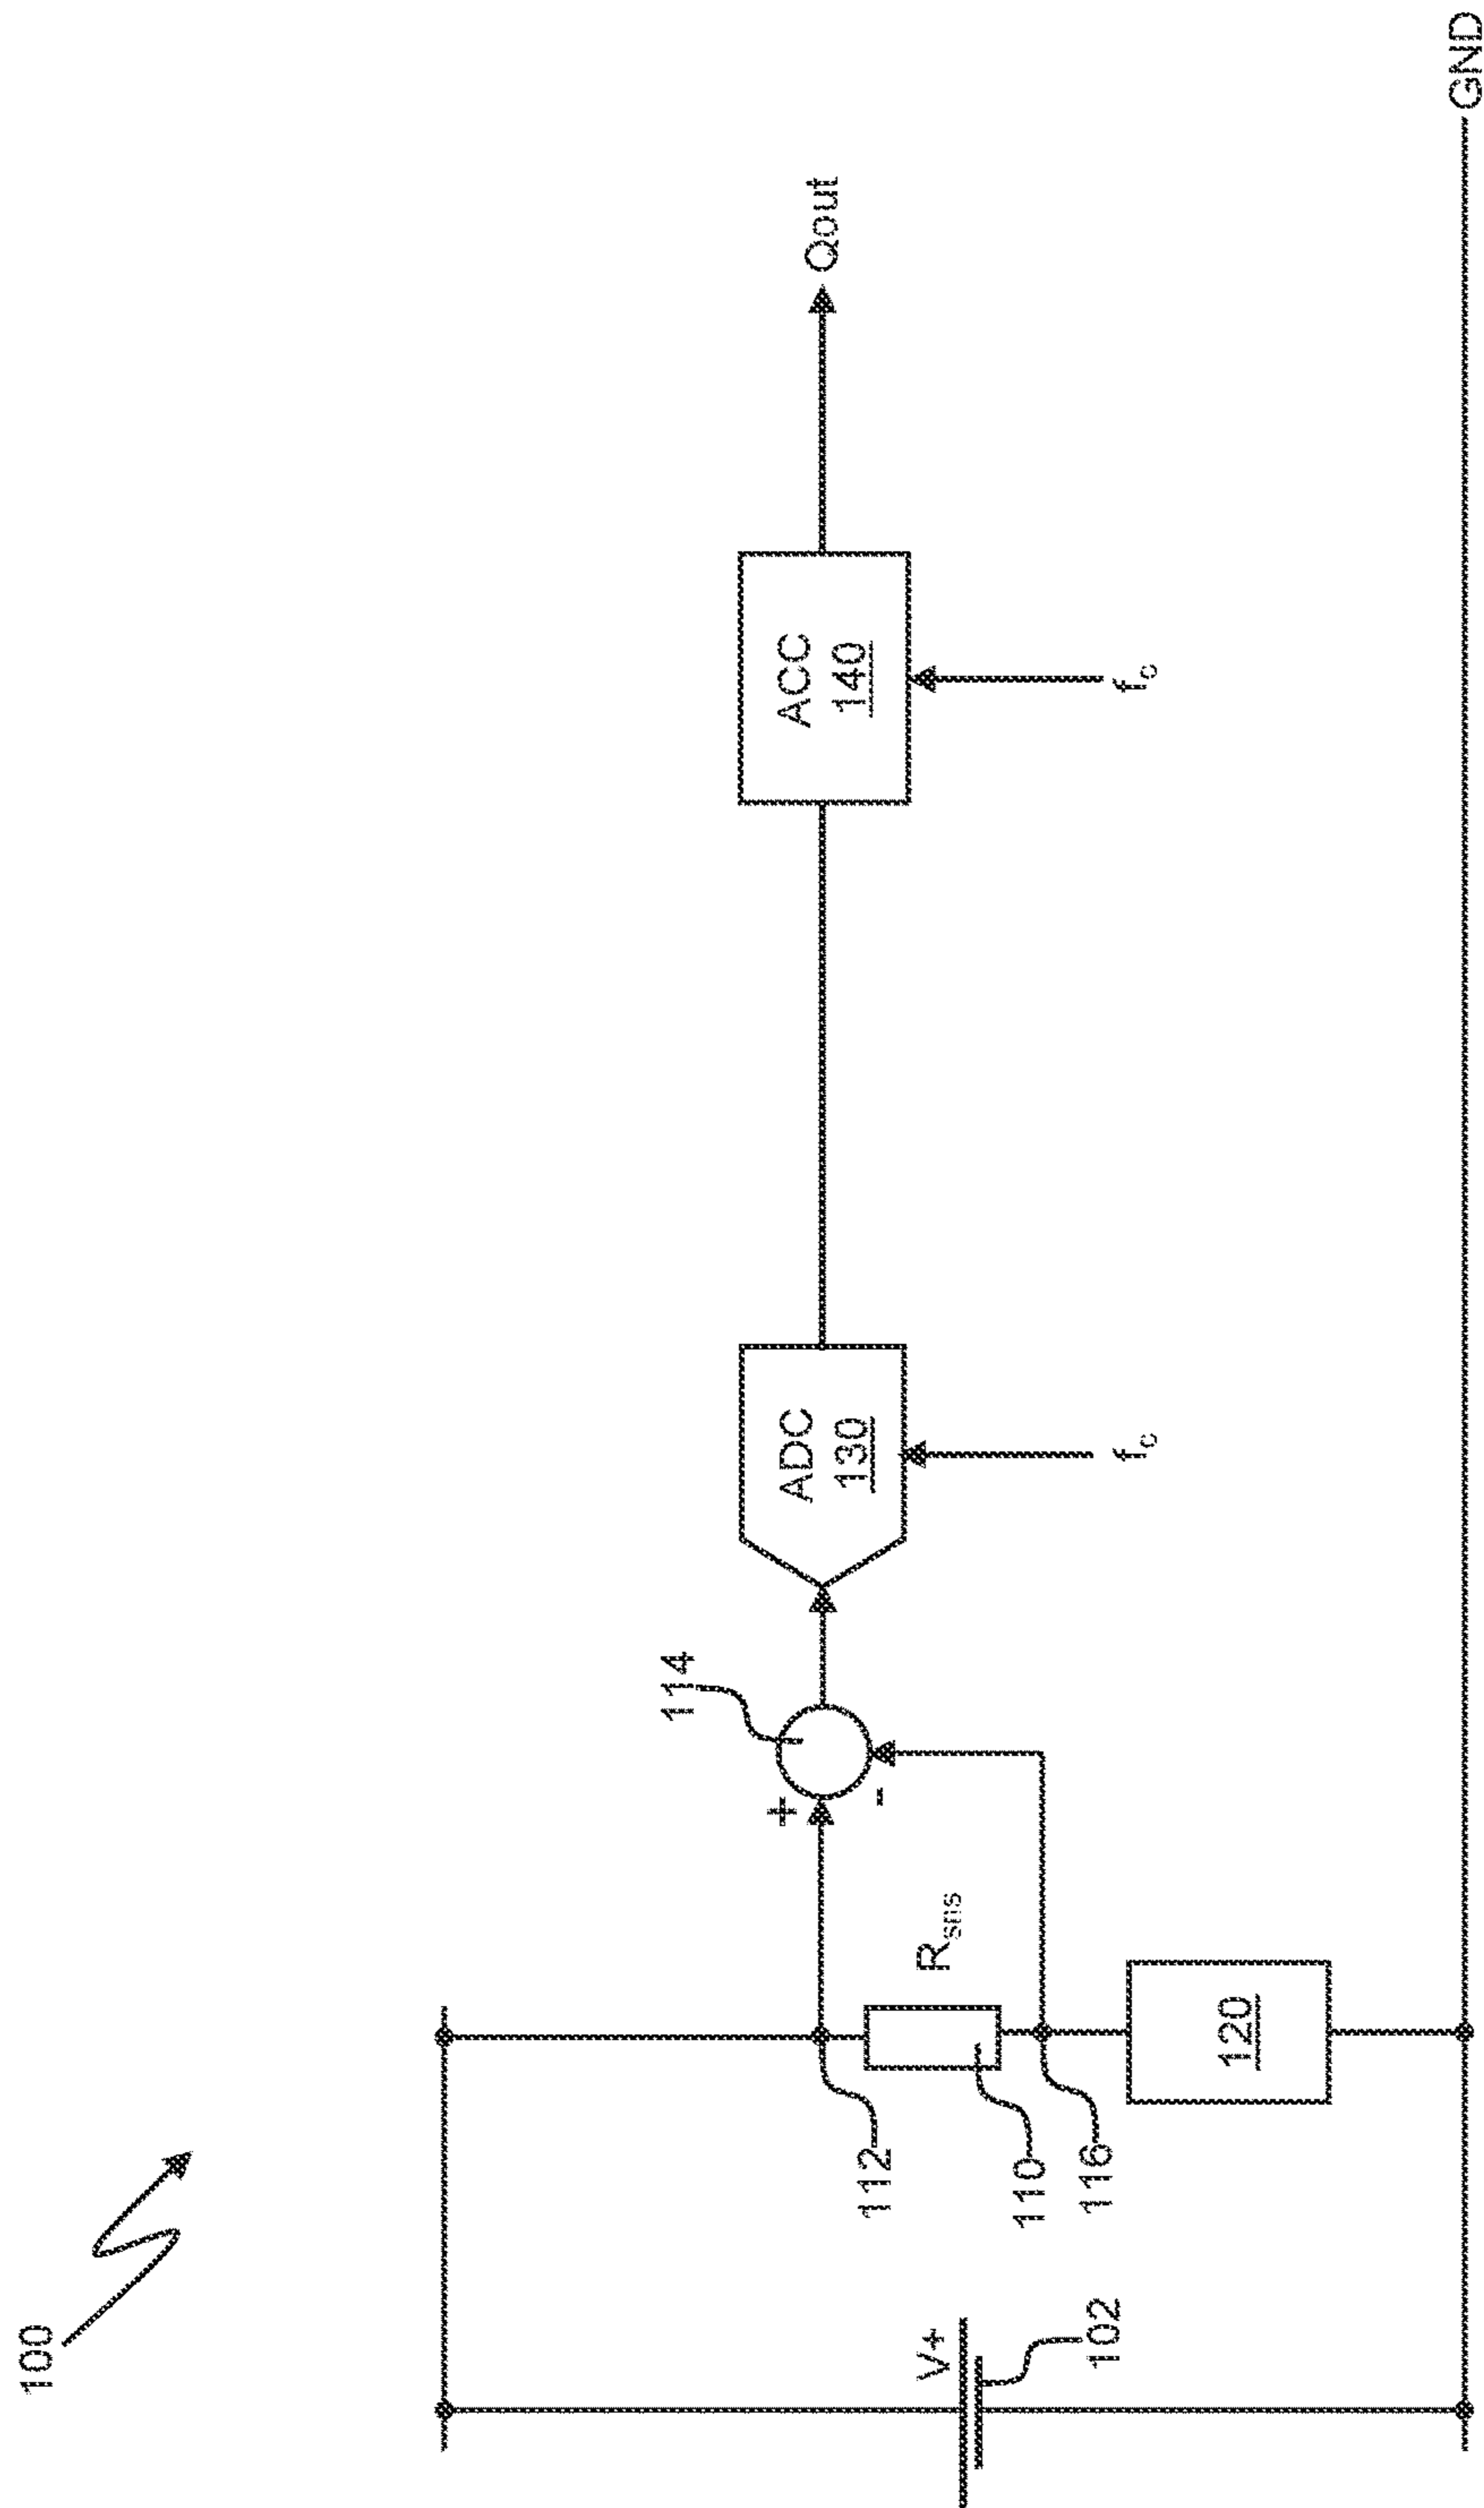 100
V+
102
112
110
116
R_sns
120
+
-
114
ADC
130
f_c
ACC
140
f_c
Qout
GND